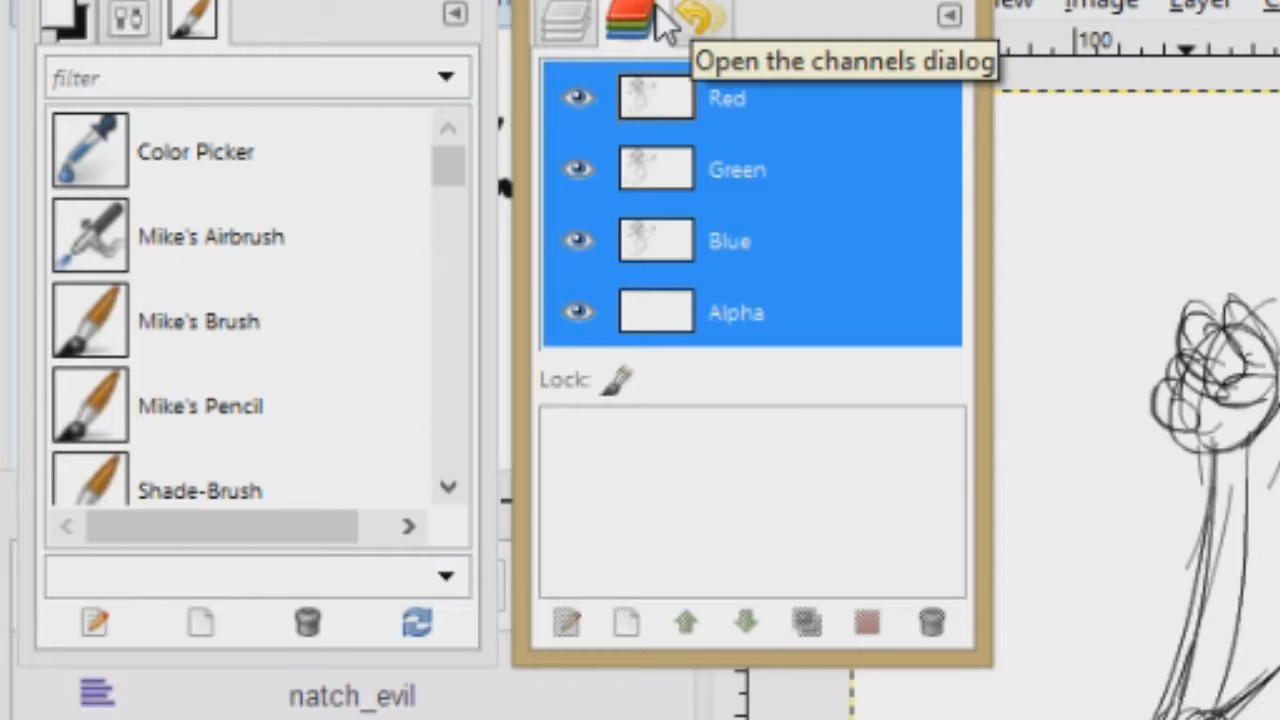 Image
Layer
100
Open the channels dialog
filter
Color Picker
Mike's Airbrush
Mike's Brush
Mike's Pencil
Shade-Brush
Red
Green
Blue
Alpha
Lock:
natch_evil